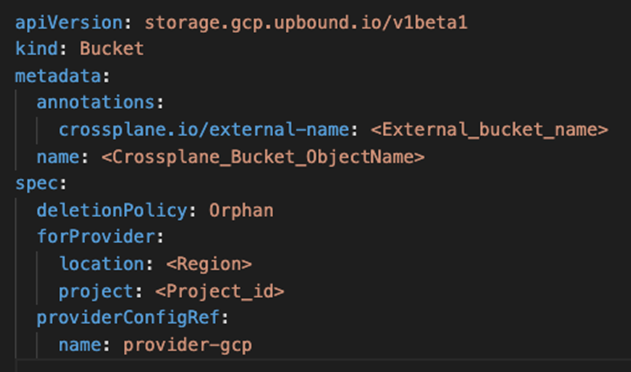 apiVersion: storage.gcp.upbound.io/v1beta1
kind: Bucket
metadata:
  annotations:
    crossplane.io/external-name: <External_bucket_name>
  name: <Crossplane_Bucket_ObjectName>
spec:
  deletionPolicy: Orphan
  forProvider:
    location: <Region>
    project: <Project_id>
  providerConfigRef:
    name: provider-gcp